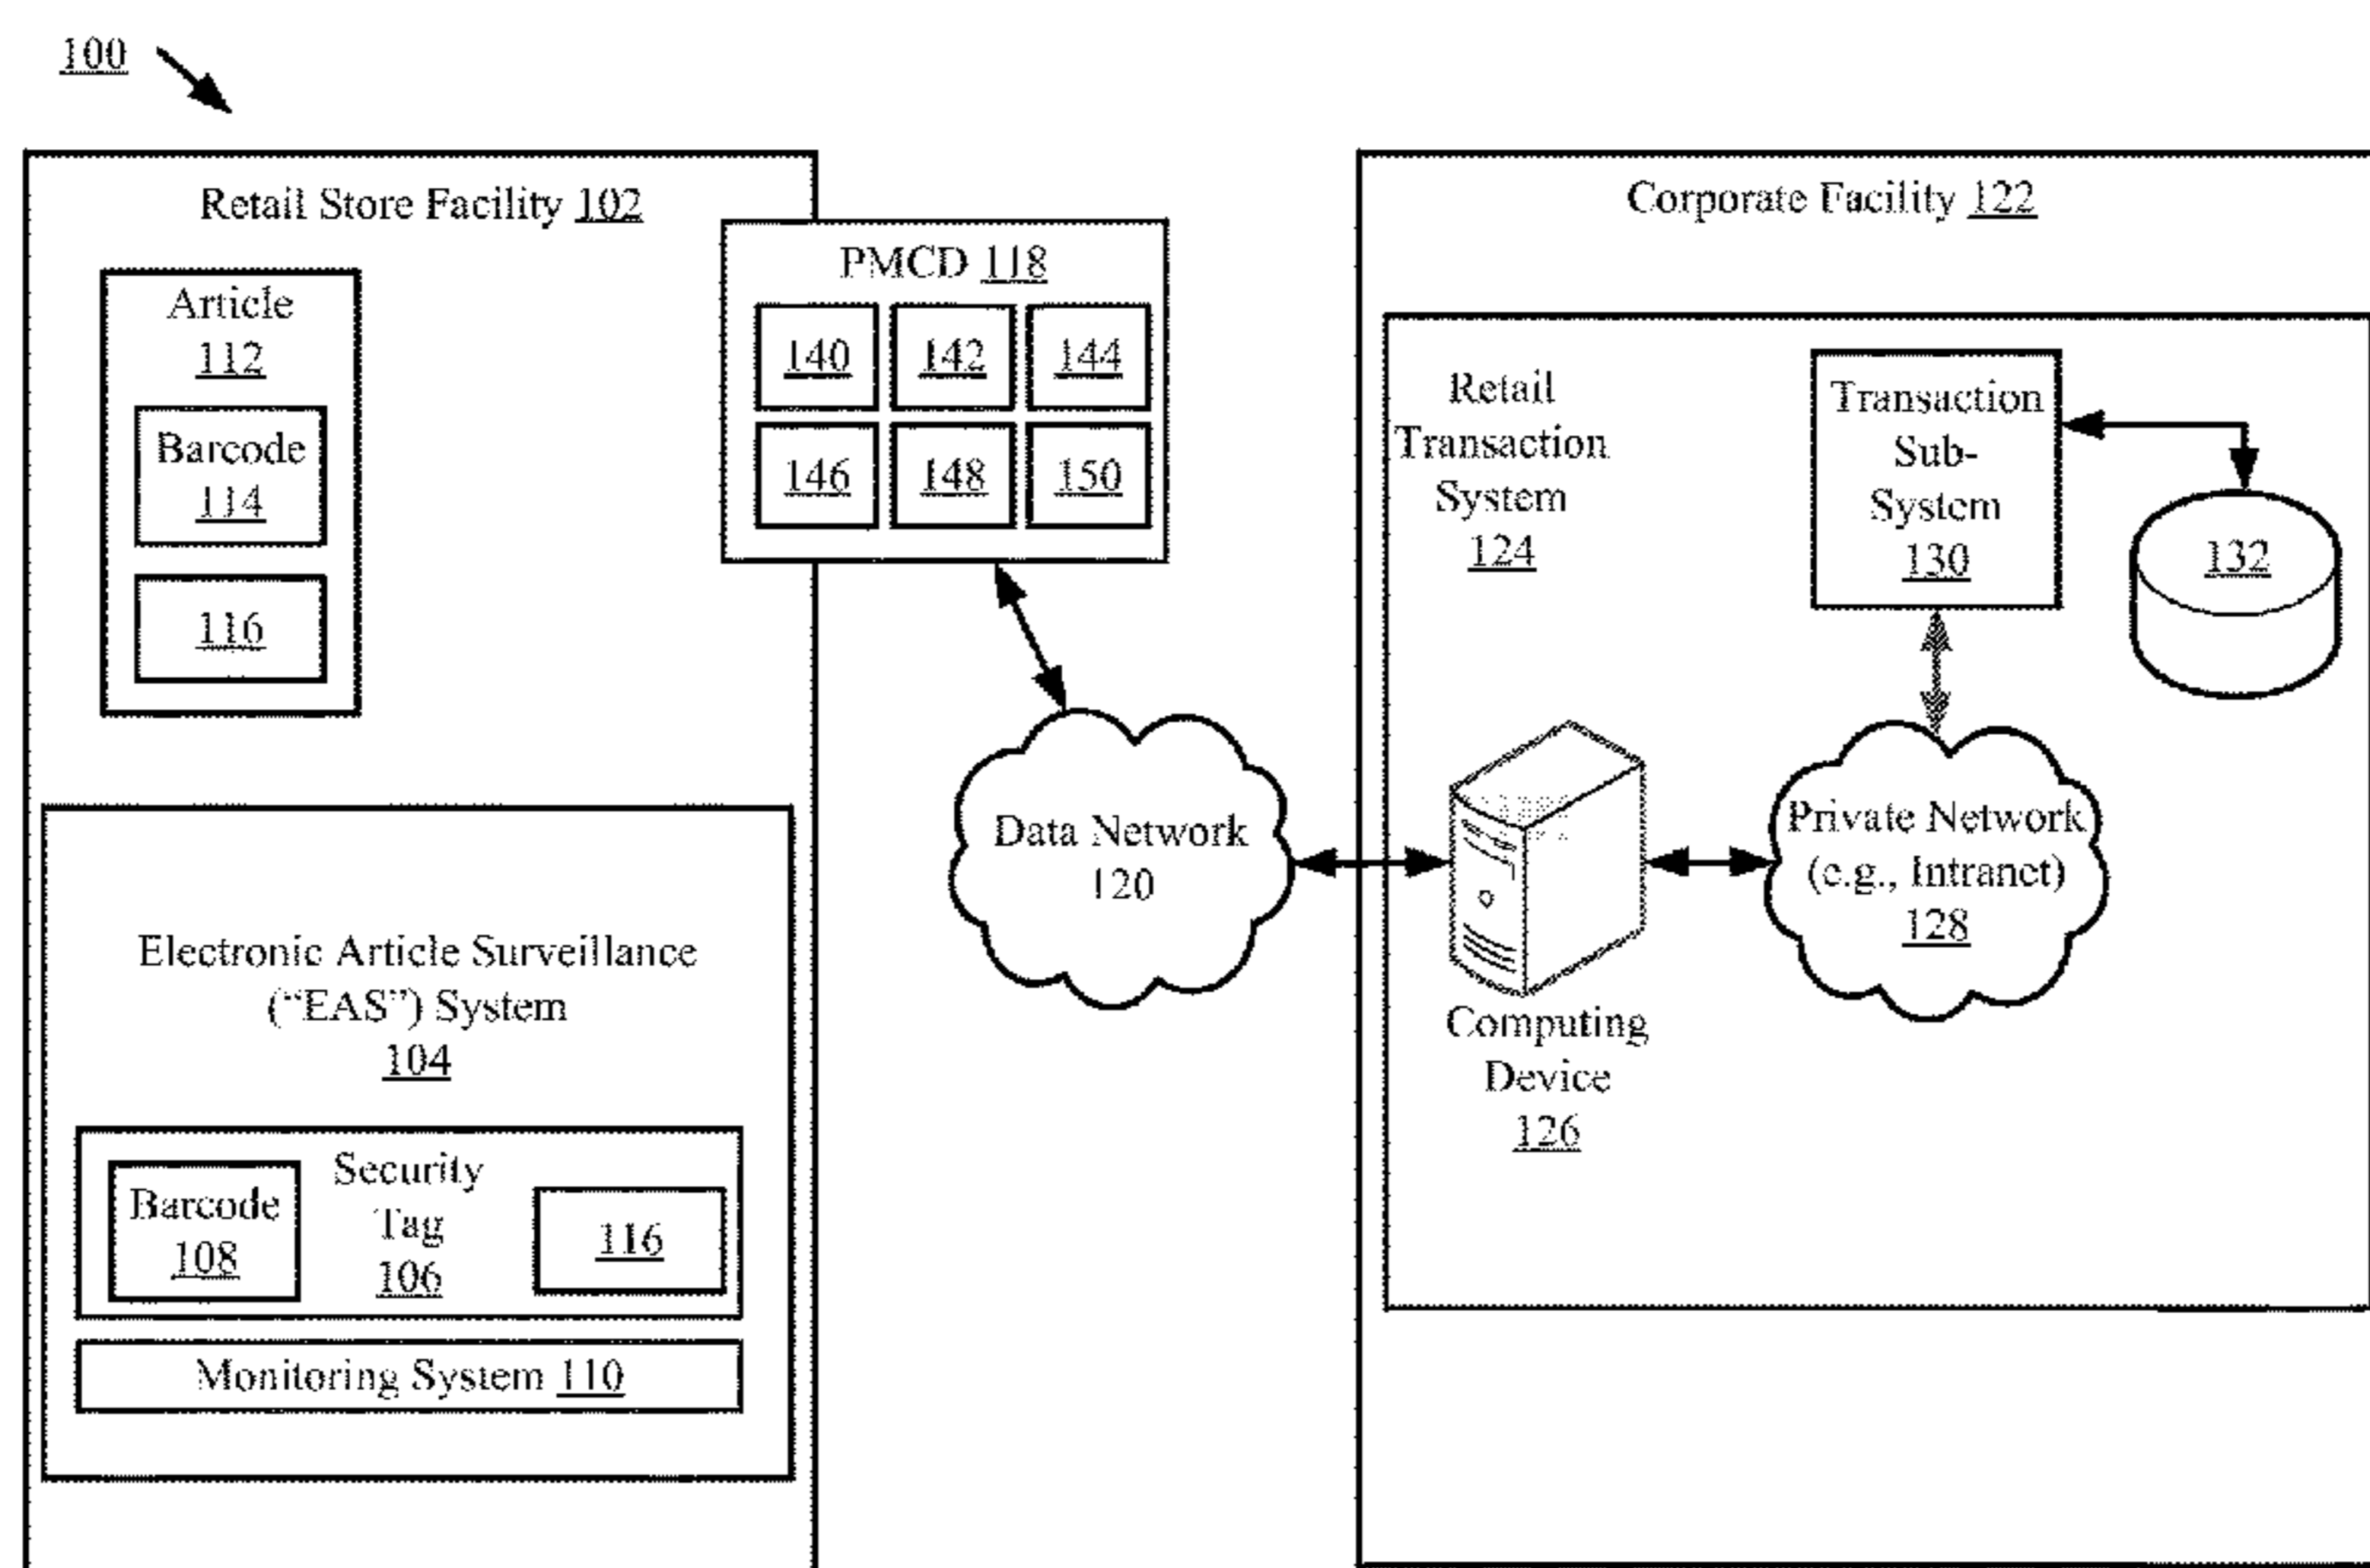 100
Retail Store Facility 102
Article
112
Barcode
114
116
Electronic Article Surveillance
(“EAS”) System
104
Barcode
108
Security
Tag
106
116
Monitoring System 110
PMCD 118
140 142 144
146 148 150
Data Network
120
Corporate Facility 122
Retail
Transaction
System
124
Transaction
Sub-
System
130
132
Computing
Device
126
Private Network
(e.g., Intranet)
128